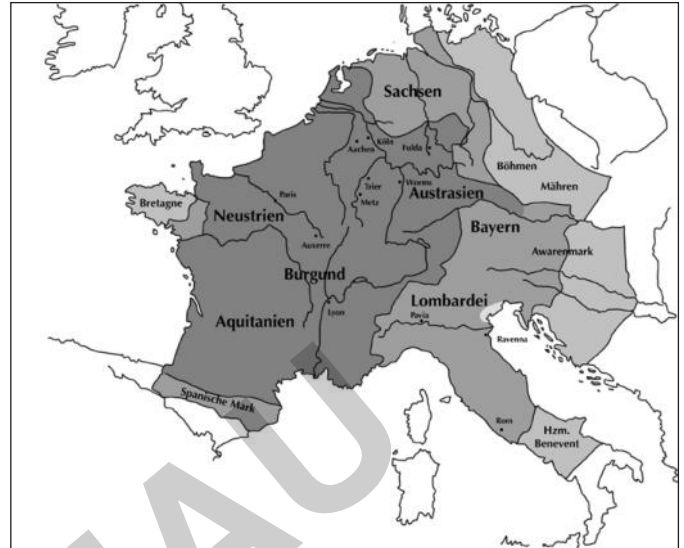 Sachsen
Köln
Aachen
Fulda
Böhmen
Trier
Worms
Mähren
Metz
Austrasien
Bretagne
Paris
Neustrien
Bayern
Auxerre
Awarenmark
Burgund
Lombardei
Lyon
Pavia
Aquitanien
Ravenna
Spanische Mark
Rom
Hzm.
Benevent
AU